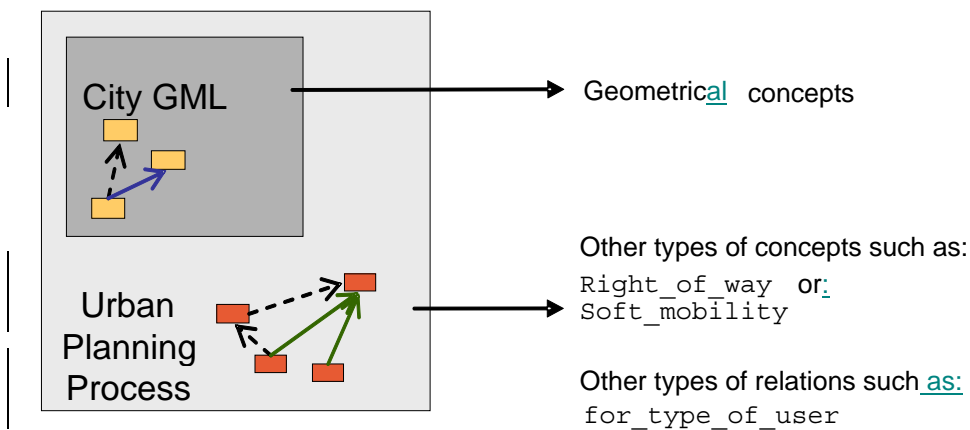 City GML
Geometrical concepts
Urban
Planning
Process
Other types of concepts such as:
Right_of_way or:
Soft_mobility
Other types of relations such as:
for_type_of_user